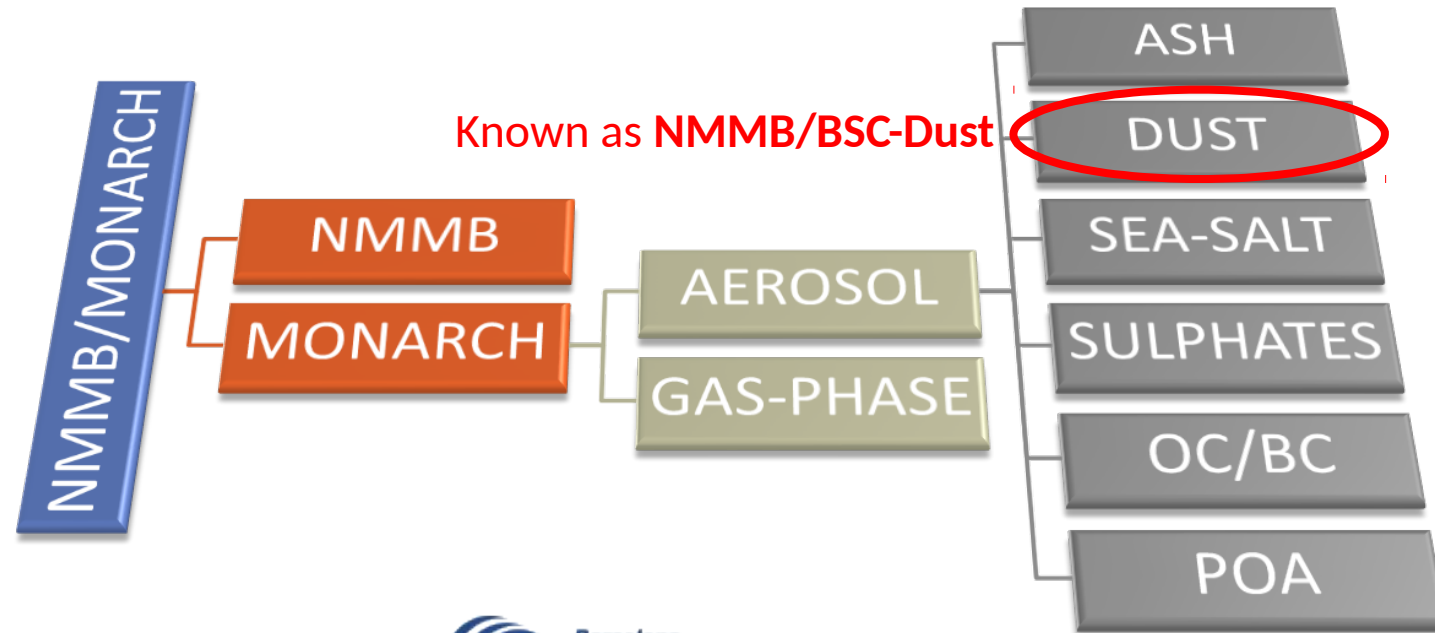 NMMB/MONARCH
NMMB
MONARCH
AEROSOL
GAS-PHASE
Known as NMMB/BSC-Dust
ASH
DUST
SEA-SALT
SULPHATES
OC/BC
POA